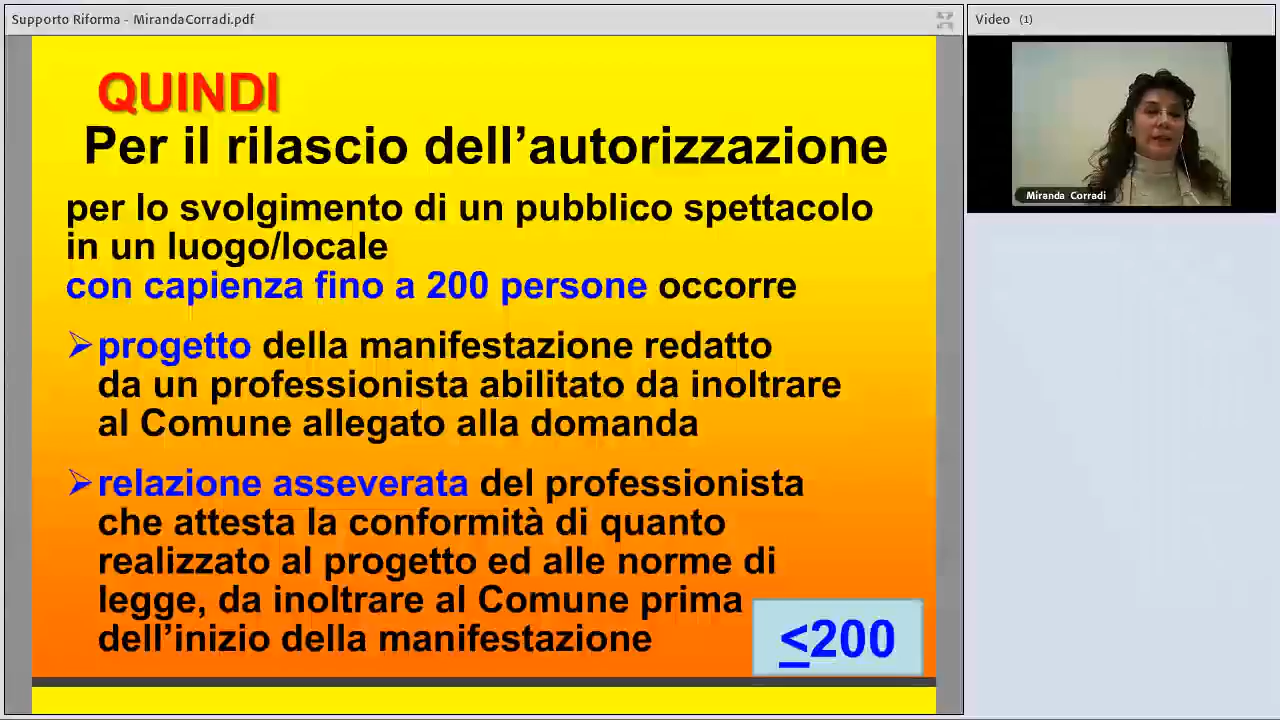 Supporto Riforma - MirandaCorradi.pdf
Video (1)
QUINDI
Per il rilascio dell’autorizzazione
per lo svolgimento di un pubblico spettacolo
in un luogo/locale
con capienza fino a 200 persone occorre
progetto della manifestazione redatto
da un professionista abilitato da inoltrare
al Comune allegato alla domanda
relazione asseverata del professionista
che attesta la conformità di quanto
realizzato al progetto ed alle norme di
legge, da inoltrare al Comune prima
dell’inizio della manifestazione
≤200
Miranda Corradi